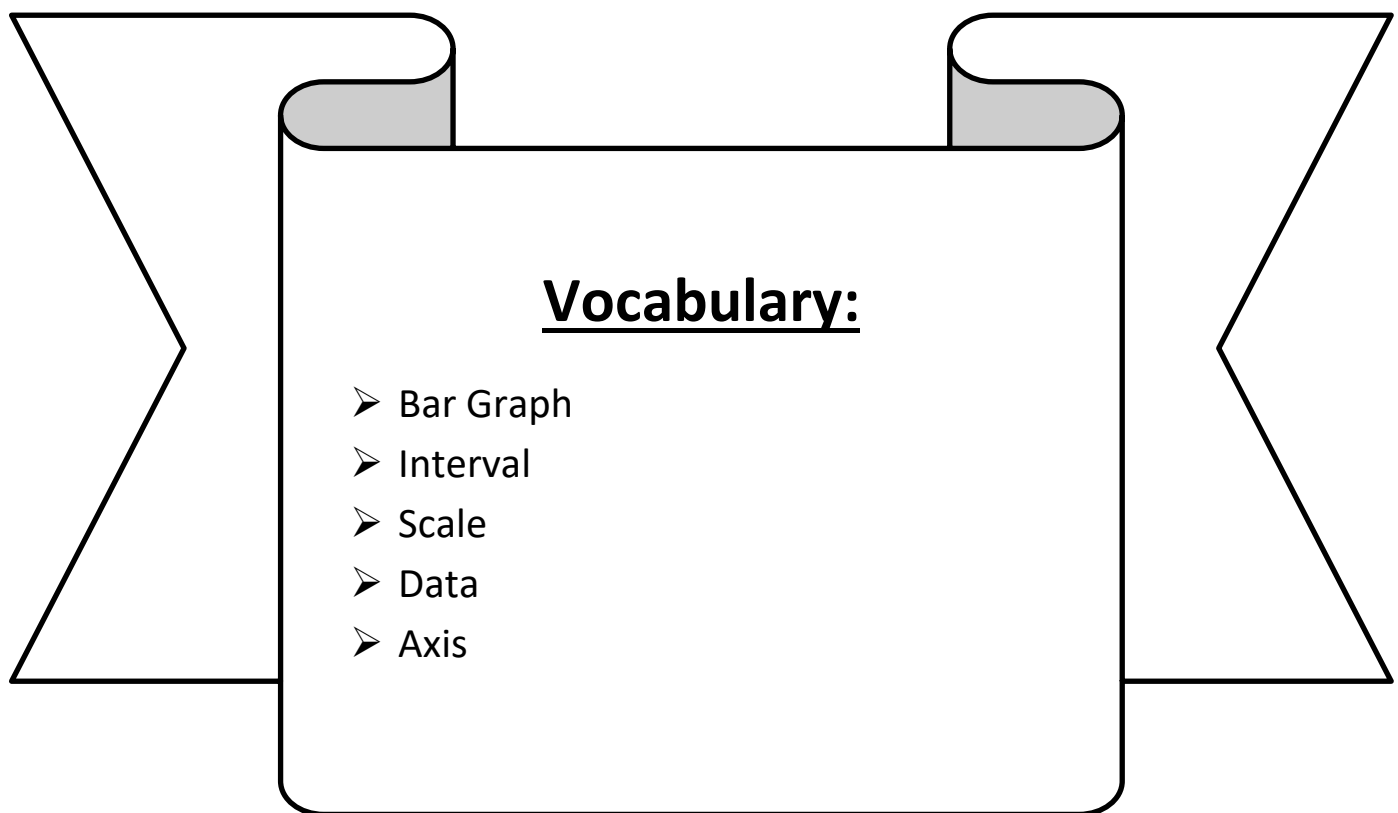 Vocabulary:
➢ Bar Graph
➢ Interval
➢ Scale
➢ Data
➢ Axis